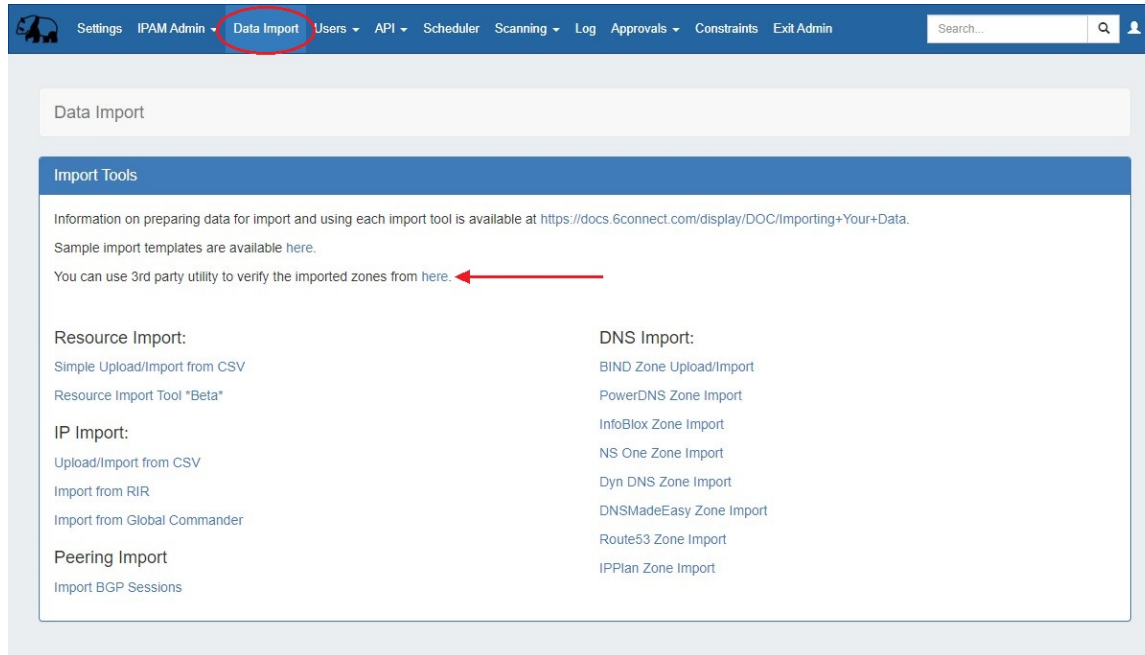 Settings IPAM Admin Data Import Users API Scheduler Scanning Log Approvals Constraints Exit Admin Search...
Data Import
Import Tools
Information on preparing data for import and using each import tool is available at https://docs.6connect.com/display/DOC/Importing+Your+Data.
Sample import templates are available here.
You can use 3rd party utility to verify the imported zones from here.
Resource Import:
Simple Upload/Import from CSV
Resource Import Tool *Beta*
IP Import:
Upload/Import from CSV
Import from RIR
Import from Global Commander
Peering Import
Import BGP Sessions
DNS Import:
BIND Zone Upload/Import
PowerDNS Zone Import
InfoBlox Zone Import
NS One Zone Import
Dyn DNS Zone Import
DNSMadeEasy Zone Import
Route53 Zone Import
IPPlan Zone Import